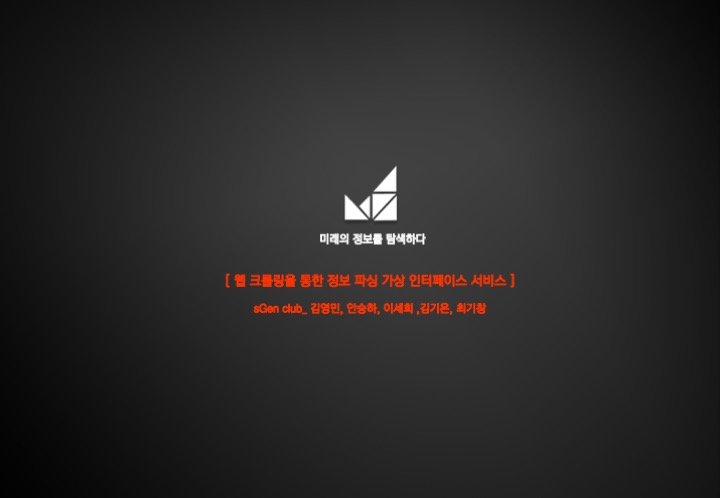 미래의 정보를 탐색하다
[ 웹 크롤링을 통한 정보 파싱 가상 인터페이스 서비스 ]
sGen club_ 김영민, 안승하, 이세희 ,김기은, 최기창